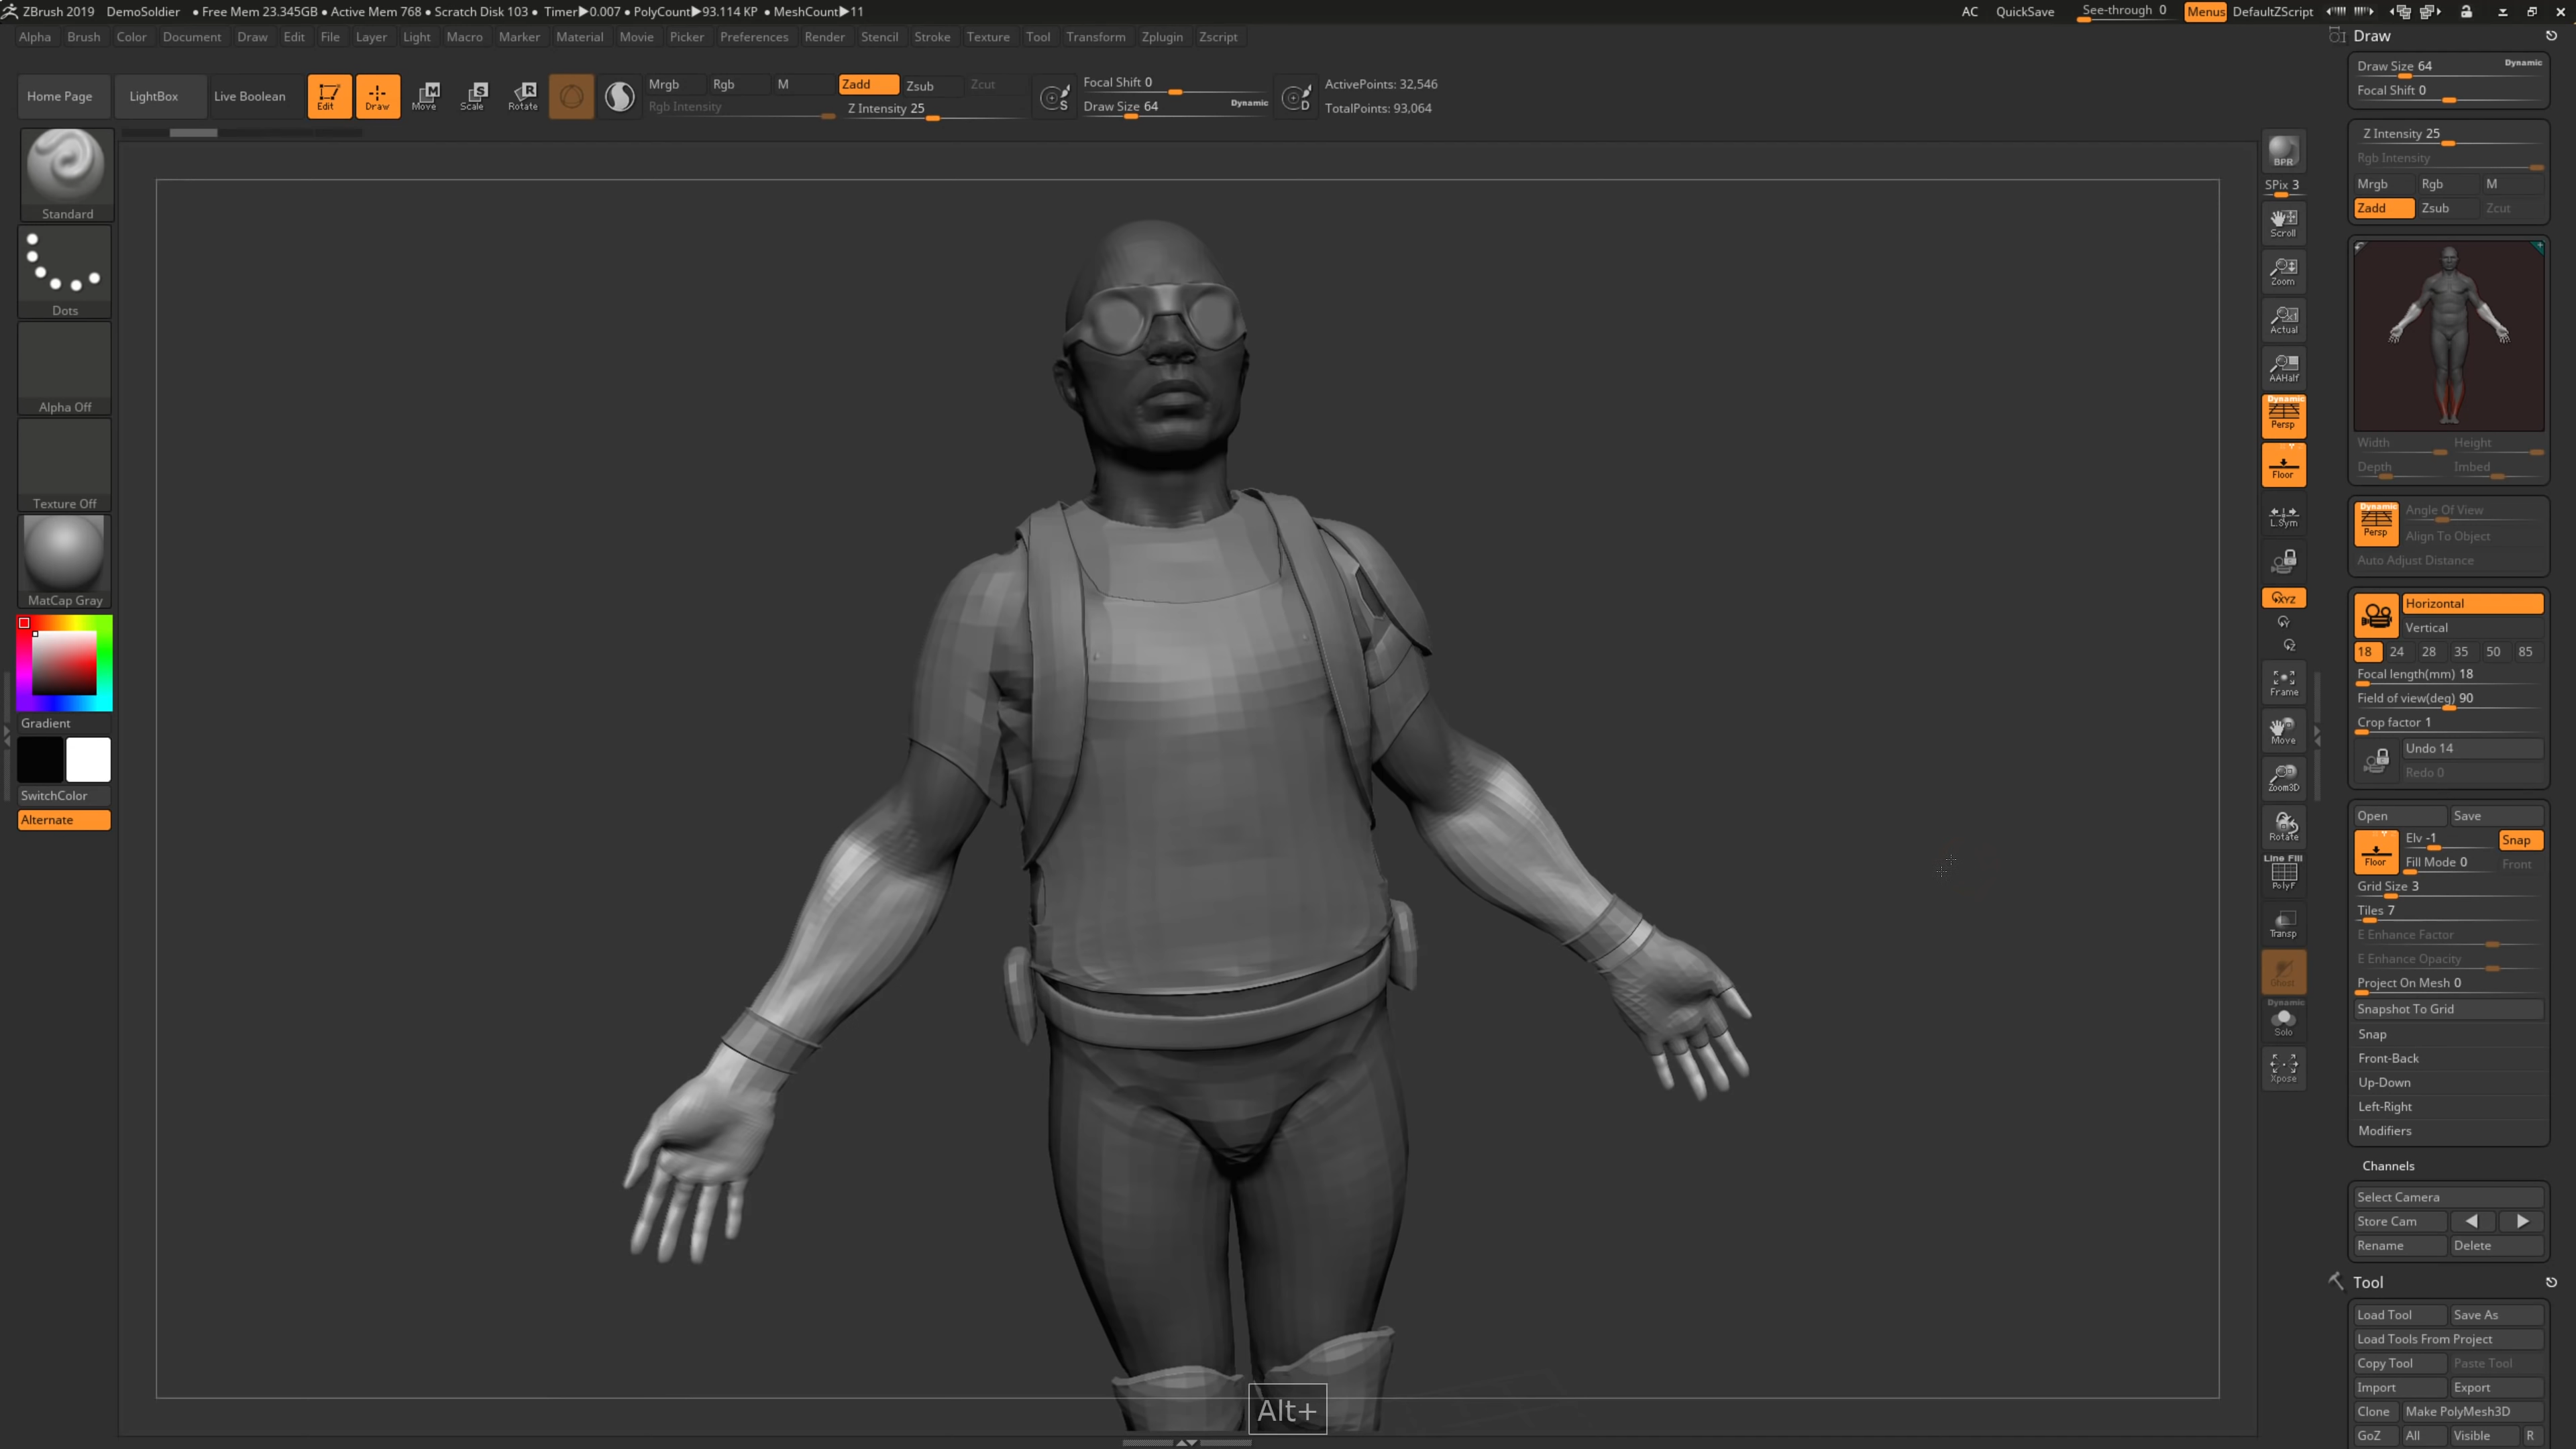 ZBrush 2019 DemoSoldier • Free Mem 23.345GB • Active Mem 768 • Scratch Disk 103 • Timer▶0.007 • PolyCount▶93.114 KP • MeshCount▶11 AC QuickSave See-through 0 Menus DefaultZScript
Alpha Brush Color Document Draw Edit File Layer Light Macro Marker Material Movie Picker Preferences Render Stencil Stroke Texture Tool Transform Zplugin Zscript
Home Page LightBox Live Boolean Edit Draw Move Scale Rotate
M S R
Mrgb Rgb M
Rgb Intensity
Zadd Zsub Zcut
Z Intensity 25
S
Focal Shift 0
Draw Size 64 Dynamic
D
ActivePoints: 32,546
TotalPoints: 93,064
Standard
Dots
Alpha Off
Texture Off
MatCap Gray
Gradient
SwitchColor
Alternate
Alt+
BPR
SPix 3
Scroll
Zoom
Actual
AAHalf
Dynamic
Persp
Floor
L.Sym
XYZ
Y
Z
Frame
Move
Zoom3D
Rotate
Line Fill
PolyF
Transp
Ghost
Dynamic
Solo
Xpose
Draw
Draw Size 64 Dynamic
Focal Shift 0
Z Intensity 25
Rgb Intensity
Mrgb Rgb M
Zadd Zsub Zcut
Width Height
Depth Imbed
Dynamic
Persp
Angle Of View
Align To Object
Auto Adjust Distance
Horizontal
Vertical
18 24 28 35 50 85
Focal length(mm) 18
Field of view(deg) 90
Crop factor 1
Undo 14
Redo 0
Open Save
Floor
Elv -1 Snap
Fill Mode 0 Front
Grid Size 3
Tiles 7
E Enhance Factor
E Enhance Opacity
Project On Mesh 0
Snapshot To Grid
Snap
Front-Back
Up-Down
Left-Right
Modifiers
Channels
Select Camera
Store Cam
Rename Delete
Tool
Load Tool Save As
Load Tools From Project
Copy Tool Paste Tool
Import Export
Clone Make PolyMesh3D
GoZ All Visible R